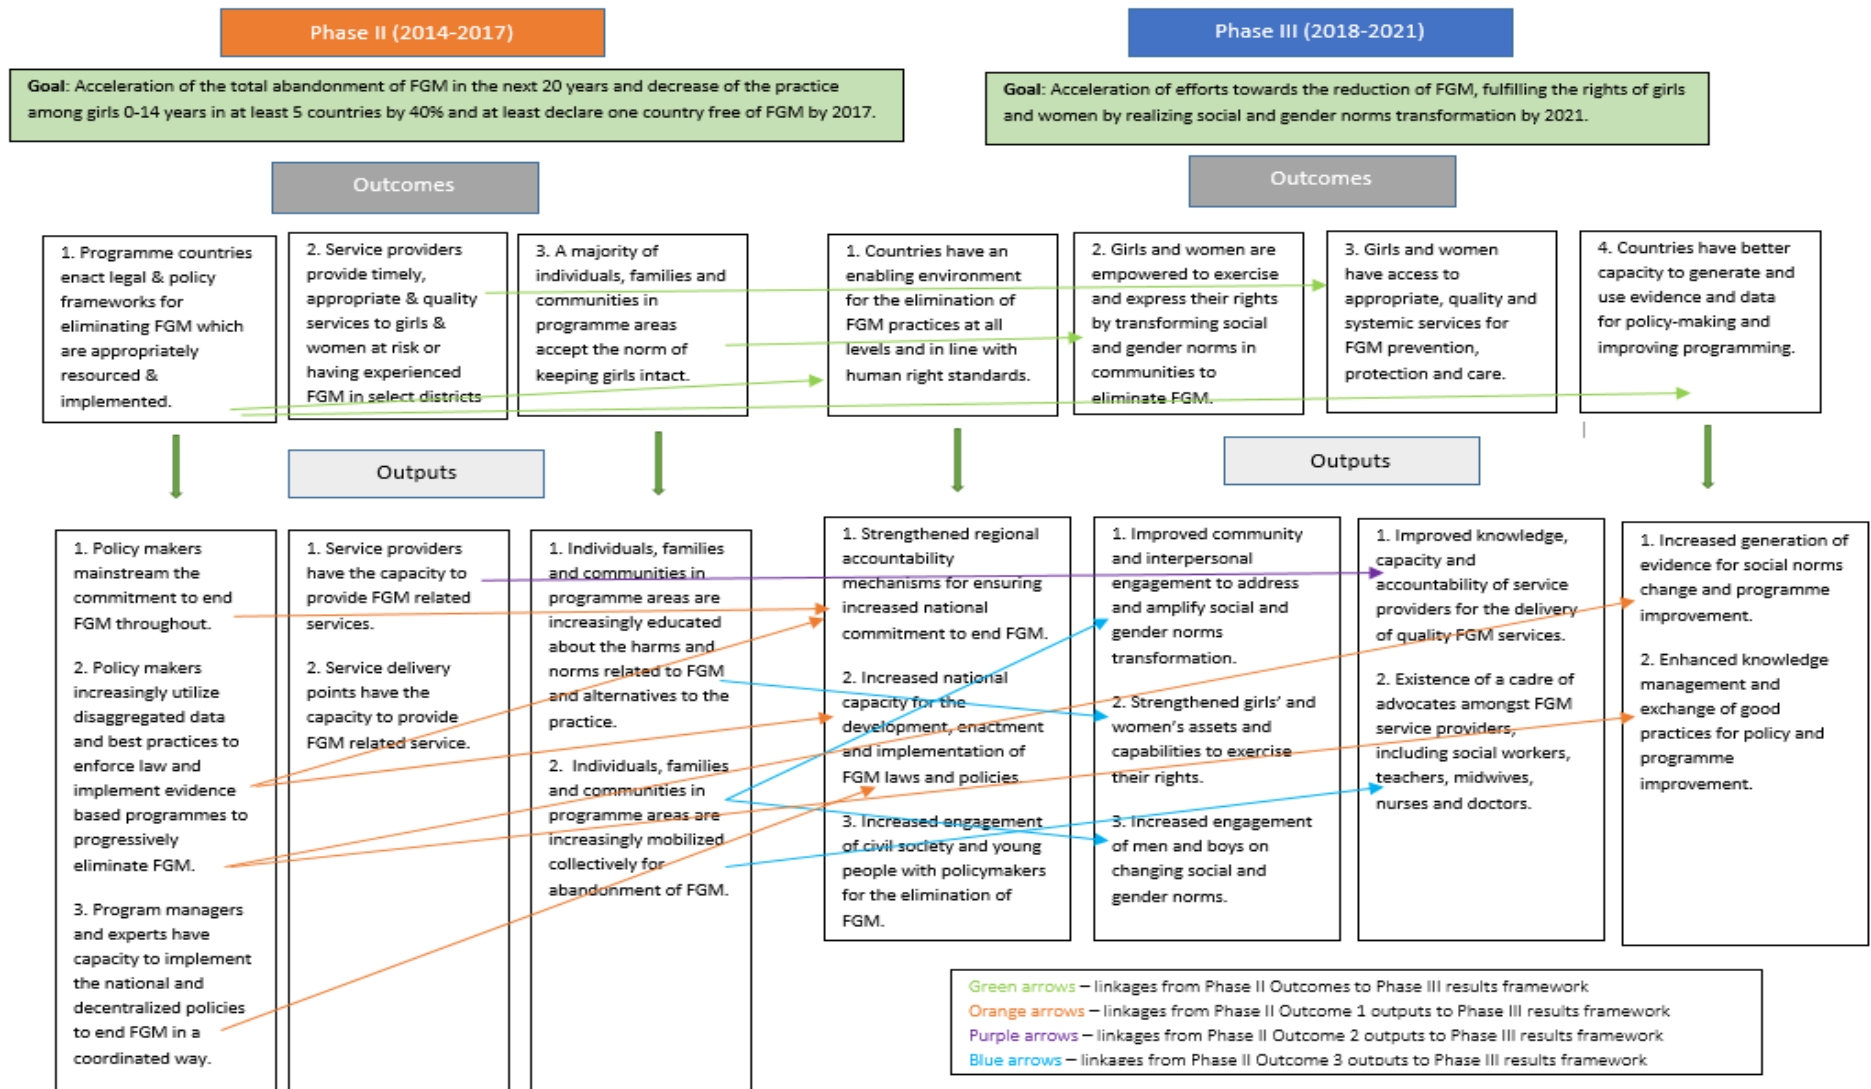 Phase II (2014-2017)
Goal: Acceleration of the total abandonment of FGM in the next 20 years and decrease of the practice
among girls 0-14 years in at least 5 countries by 40% and at least declare one country free of FGM by 2017.
Outcomes
1. Programme countries
enact legal & policy
frameworks for
eliminating FGM which
are appropriately
resourced &
implemented.
2. Service providers
provide timely,
appropriate & quality
services to girls &
women at risk or
having experienced
FGM in select districts
3. A majority of
individuals, families and
communities in
programme areas
accept the norm of
keeping girls intact.
Outputs
1. Policy makers
mainstream the
commitment to end
FGM throughout.
2. Policy makers
increasingly utilize
disaggregated data
and best practices to
enforce law and
implement evidence
based programmes to
progressively
eliminate FGM.
3. Program managers
and experts have
capacity to implement
the national and
decentralized policies
to end FGM in a
coordinated way.
1. Service providers
have the capacity to
provide FGM related
services.
2. Service delivery
points have the
capacity to provide
FGM related service.
1. Individuals, families
and communities in
programme areas are
increasingly educated
about the harms and
norms related to FGM
and alternatives to the
practice.
2. Individuals, families
and communities in
programme areas are
increasingly mobilized
collectively for
abandonment of FGM.
Phase III (2018-2021)
Goal: Acceleration of efforts towards the reduction of FGM, fulfilling the rights of girls
and women by realizing social and gender norms transformation by 2021.
Outcomes
1. Countries have an
enabling environment
for the elimination of
FGM practices at all
levels and in line with
human right standards.
2. Girls and women are
empowered to exercise
and express their rights
by transforming social
and gender norms in
communities to
eliminate FGM.
3. Girls and women
have access to
appropriate, quality and
systemic services for
FGM prevention,
protection and care.
4. Countries have better
capacity to generate and
use evidence and data
for policy-making and
improving programming.
Outputs
1. Strengthened regional
accountability
mechanisms for ensuring
increased national
commitment to end FGM.
2. Increased national
capacity for the
development, enactment
and implementation of
FGM laws and policies
3. Increased engagement
of civil society and young
people with policymakers
for the elimination of
FGM.
1. Improved community
and interpersonal
engagement to address
and amplify social and
gender norms
transformation.
2. Strengthened girls' and
women's assets and
capabilities to exercise
their rights.
3. Increased engagement
of men and boys on
changing social and
gender norms.
1. Improved knowledge,
capacity and
accountability of service
providers for the delivery
of quality FGM services.
2. Existence of a cadre of
advocates amongst FGM
service providers,
including social workers,
teachers, midwives,
nurses and doctors.
1. Increased generation of
evidence for social norms
change and programme
improvement.
2. Enhanced knowledge
management and
exchange of good
practices for policy and
programme
improvement.
Green arrows – linkages from Phase II Outcomes to Phase III results framework
Orange arrows – linkages from Phase II Outcome 1 outputs to Phase III results framework
Purple arrows – linkages from Phase II Outcome 2 outputs to Phase III results framework
Blue arrows – linkages from Phase II Outcome 3 outputs to Phase III results framework